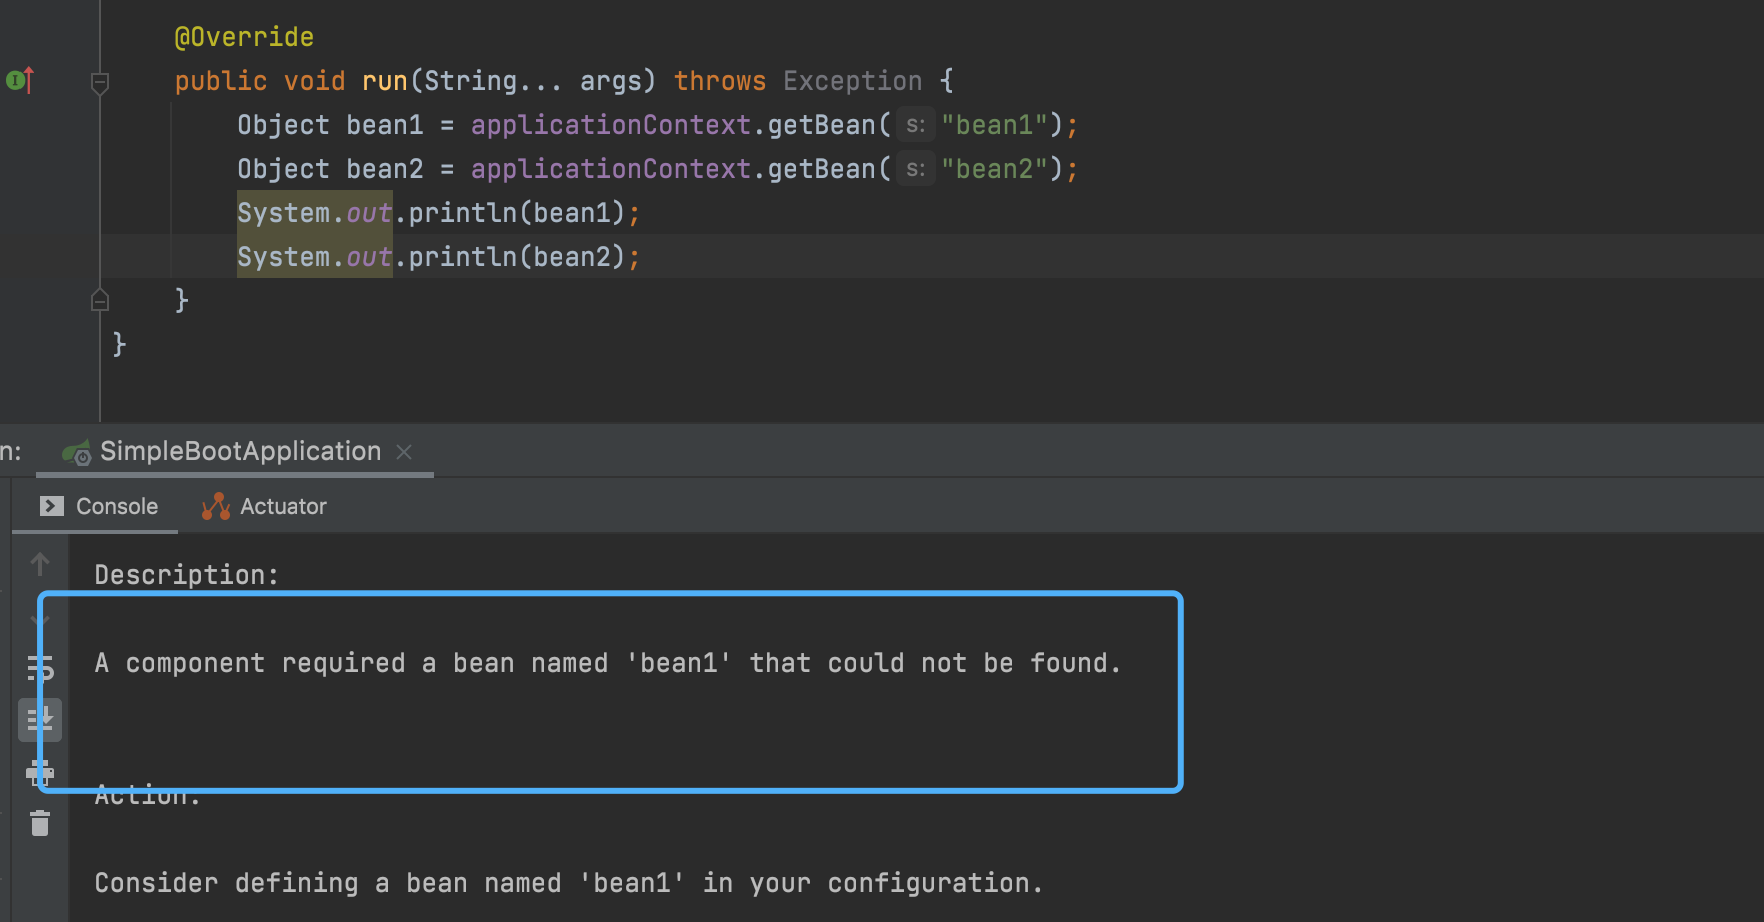 @Override
public void run(String... args) throws Exception {
Object bean1 = applicationContext.getBean( s: "bean1");
Object bean2 = applicationContext.getBean( s: "bean2");
System.out.println(bean1);
System.out.println(bean2);
}
}
n:
SimpleBootApplication
Console
Actuator
Description:
A component required a bean named 'bean1' that could not be found.
Action:
Consider defining a bean named 'bean1' in your configuration.